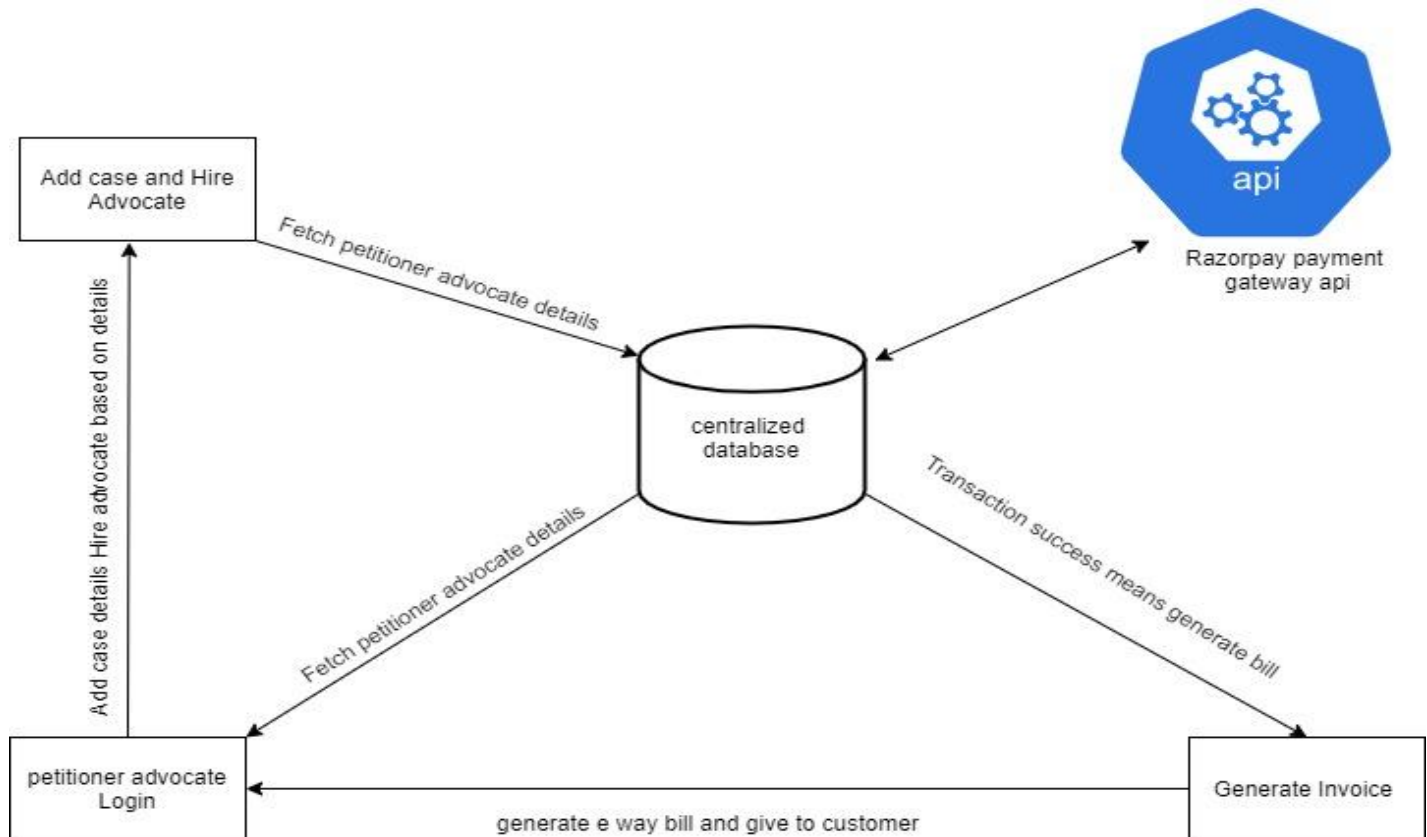 api
Razorpay payment
gateway api
Add case and Hire
Advocate
Fetch petitioner advocate details
Add case details Hire advrocate based on details
centralized
database
Transaction success means generate bill
Fetch petitioner advocate details
petitioner advocate
Login
Generate Invoice
generate e way bill and give to customer